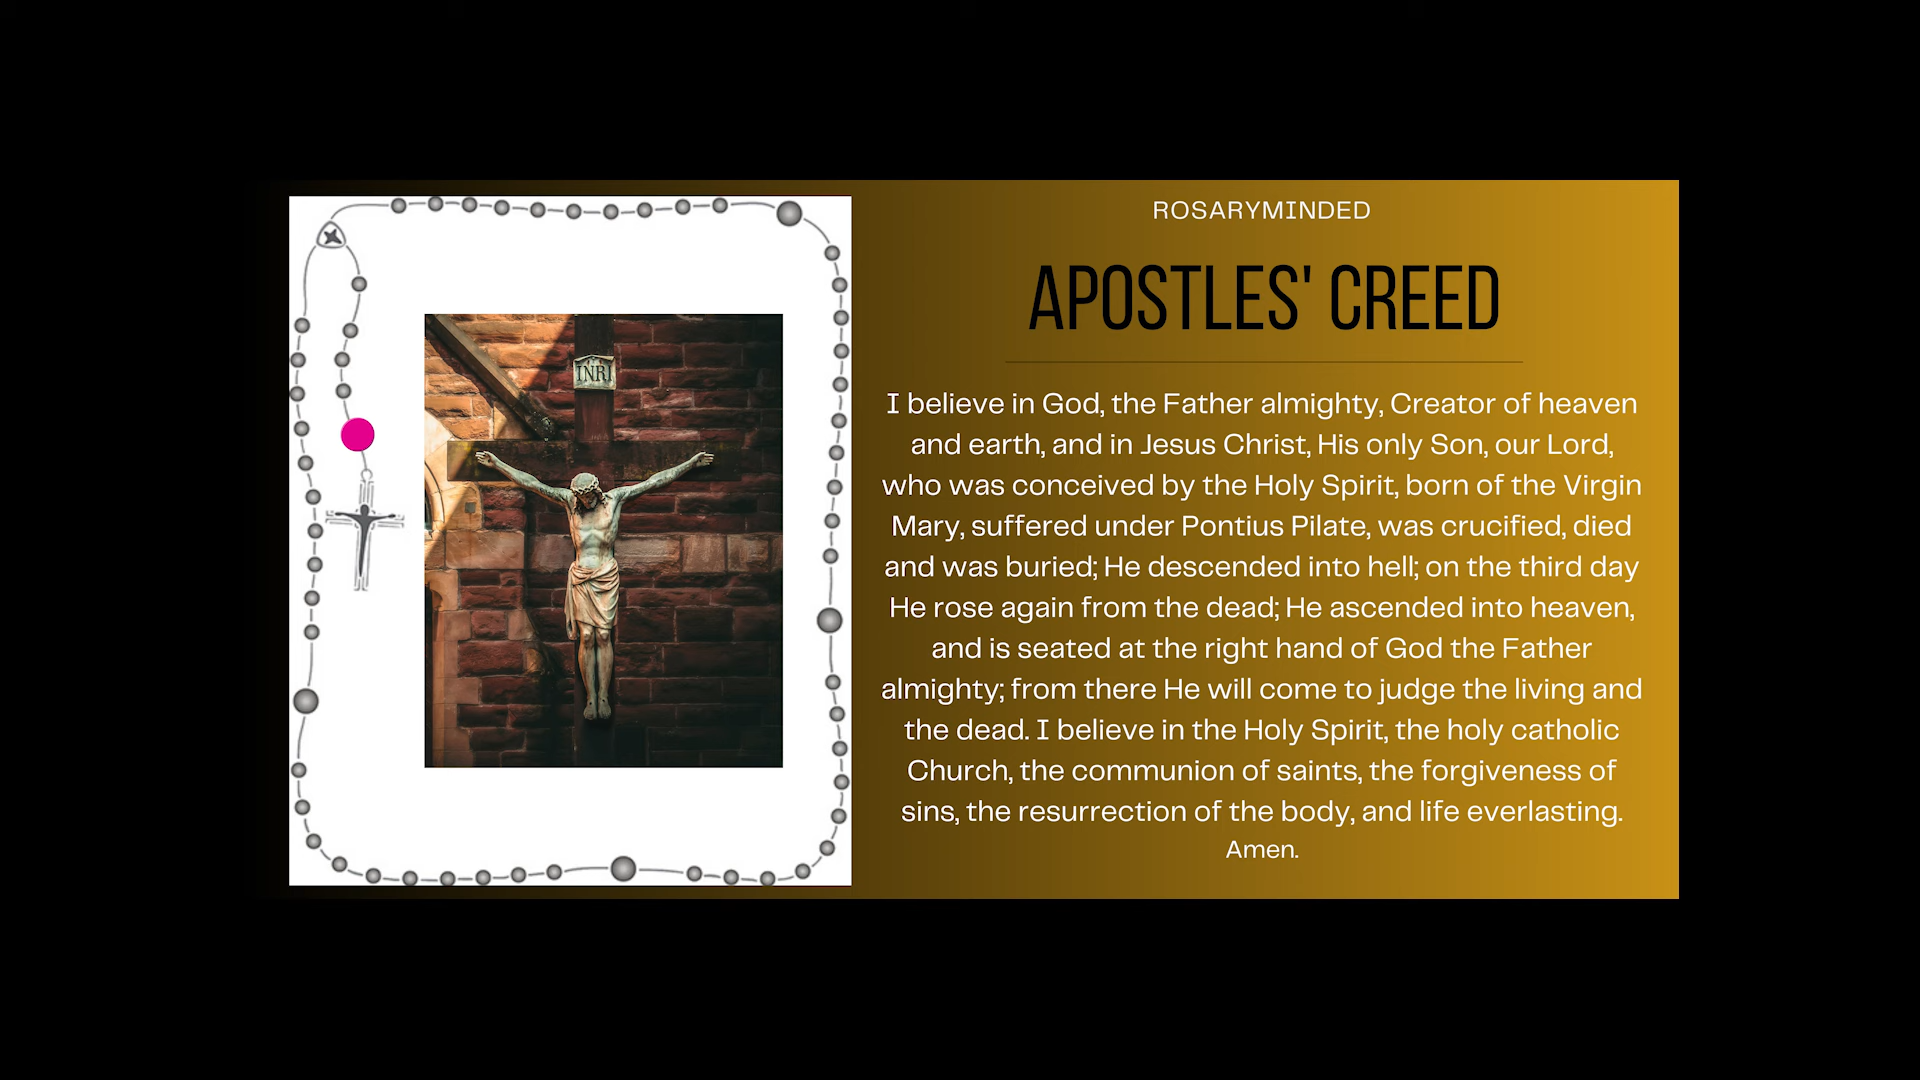 ROSARYMINDED
APOSTLES' CREED
INRI
I believe in God, the Father almighty, Creator of heaven
and earth, and in Jesus Christ, His only Son, our Lord,
who was conceived by the Holy Spirit, born of the Virgin
Mary, suffered under Pontius Pilate, was crucified, died
and was buried; He descended into hell; on the third day
He rose again from the dead; He ascended into heaven,
and is seated at the right hand of God the Father
almighty; from there He will come to judge the living and
the dead. I believe in the Holy Spirit, the holy catholic
Church, the communion of saints, the forgiveness of
sins, the resurrection of the body, and life everlasting.
Amen.